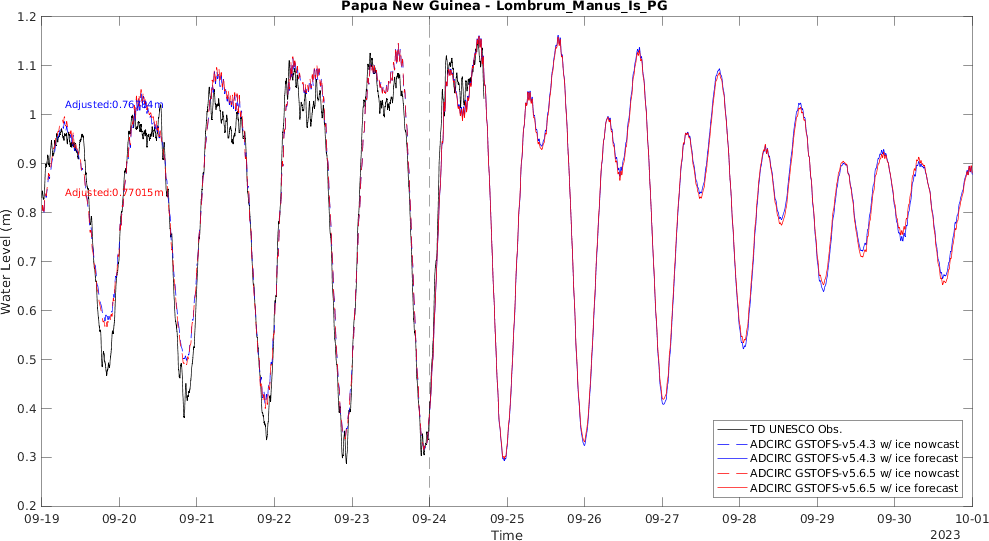 Papua New Guinea - Lombrum_Manus_Is_PG
1.2
1.1
1
0.9
0.8
0.7
0.6
0.5
0.4
0.3
0.2
Water Level (m)
Adjusted:0.76784m
Adjusted:0.77015m
TD UNESCO Obs.
ADCIRC GSTOFS-v5.4.3 w/ ice nowcast
ADCIRC GSTOFS-v5.4.3 w/ ice forecast
ADCIRC GSTOFS-v5.6.5 w/ ice nowcast
ADCIRC GSTOFS-v5.6.5 w/ ice forecast
09-19 09-20 09-21 09-22 09-23 09-24 09-25 09-26 09-27 09-28 09-29 09-30 10-01
Time
2023